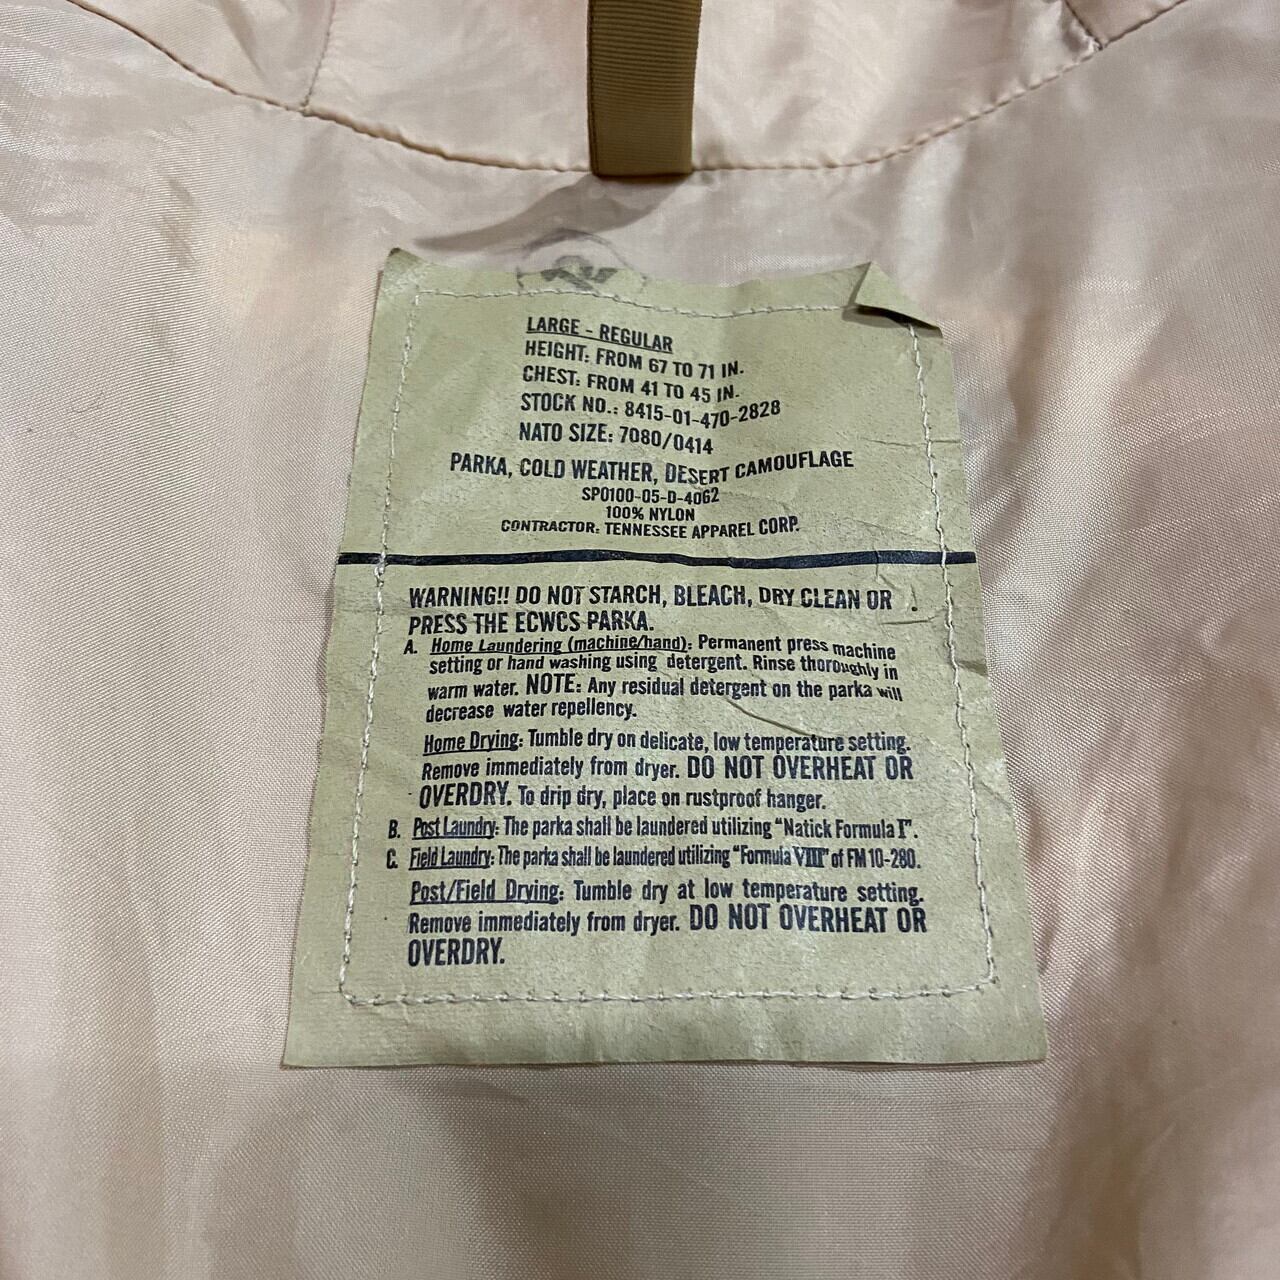 LARGE - REGULAR
HEIGHT: FROM 67 TO 71 IN.
CHEST: FROM 41 TO 45 IN.
STOCK NO.: 8415-01-470-2828
NATO SIZE: 7080/0414
PARKA, COLD WEATHER, DESERT CAMOUFLAGE
SPO100-05-D-4062
100% NYLON
CONTRACTOR: TENNESSEE APPAREL CORP.
WARNING!! DO NOT STARCH, BLEACH, DRY CLEAN OR
PRESS THE ECWCS PARKA.
A. Home Laundering (machine/hand): Permanent press machine
setting or hand washing using detergent. Rinse thoroughly in
warm water. NOTE: Any residual detergent on the parka will
decrease water repellency.
Home Drying: Tumble dry on delicate, low temperature setting.
Remove immediately from dryer. DO NOT OVERHEAT OR
OVERDRY. To drip dry, place on rustproof hanger.
B. Post Laundry: The parka shall be laundered utilizing "Natick Formula I".
C. Field Laundry: The parka shall be laundered utilizing "Formula VIII" of FM 10-280.
Post/Field Drying: Tumble dry at low temperature setting.
Remove immediately from dryer. DO NOT OVERHEAT OR
OVERDRY.